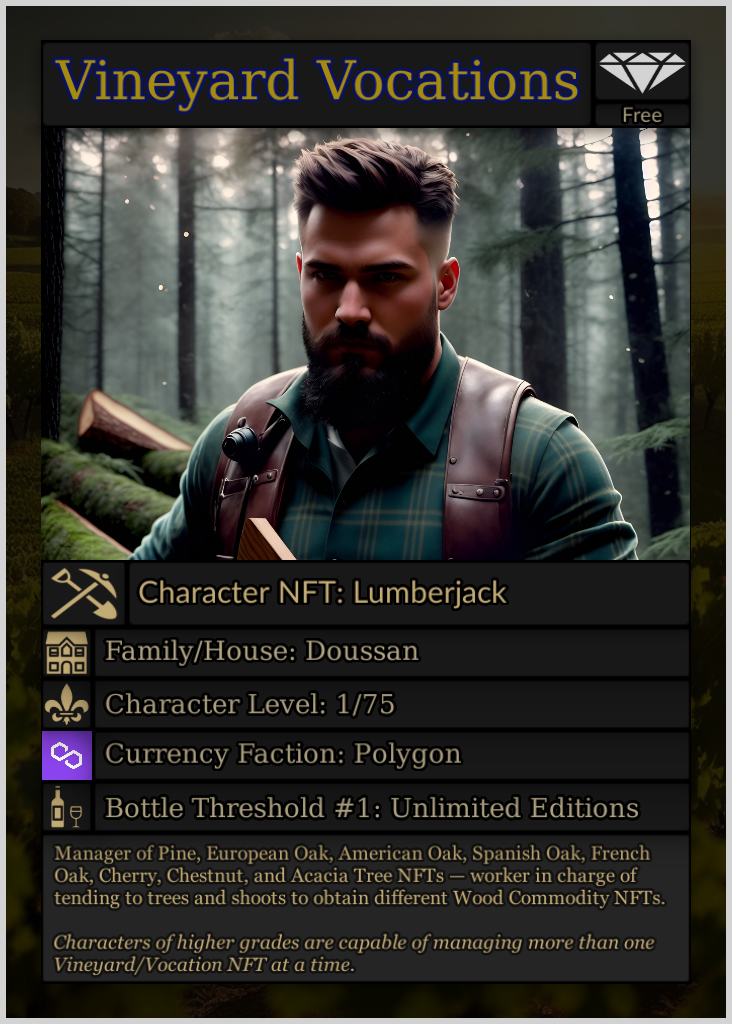 Vineyard Vocations
Free
Character NFT: Lumberjack
Family/House: Doussan
Character Level: 1/75
Currency Faction: Polygon
Bottle Threshold #1: Unlimited Editions
Manager of Pine, European Oak, American Oak, Spanish Oak, French
Oak, Cherry, Chestnut, and Acacia Tree NFTs — worker in charge of
tending to trees and shoots to obtain different Wood Commodity NFTs.
Characters of higher grades are capable of managing more than one
Vineyard/Vocation NFT at a time.